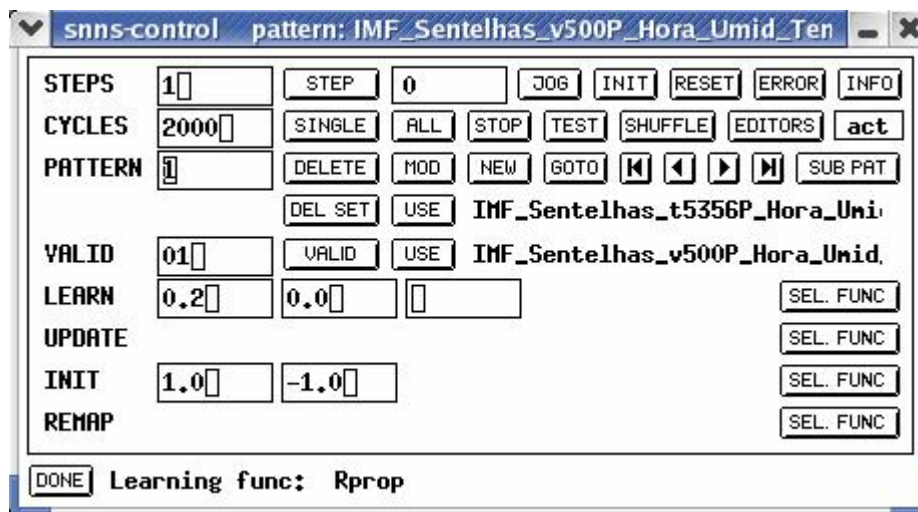 snns-control pattern: IMF_Sentelhas_v500P_Hora_Umid_Ten
STEPS 1 STEP 0 JOG INIT RESET ERROR INFO
CYCLES 2000 SINGLE ALL STOP TEST SHUFFLE EDITORS act
PATTERN 1 DELETE MOD NEW GOTO SUB PAT
DEL SET USE IMF_Sentelhas_t5356P_Hora_Umi
VALID 01 VALID USE IMF_Sentelhas_v500P_Hora_Umid
LEARN 0.2 0.0 SEL. FUNC
UPDATE SEL. FUNC
INIT 1.0 -1.0 SEL. FUNC
REMAP SEL. FUNC
DONE Learning func: Rprop